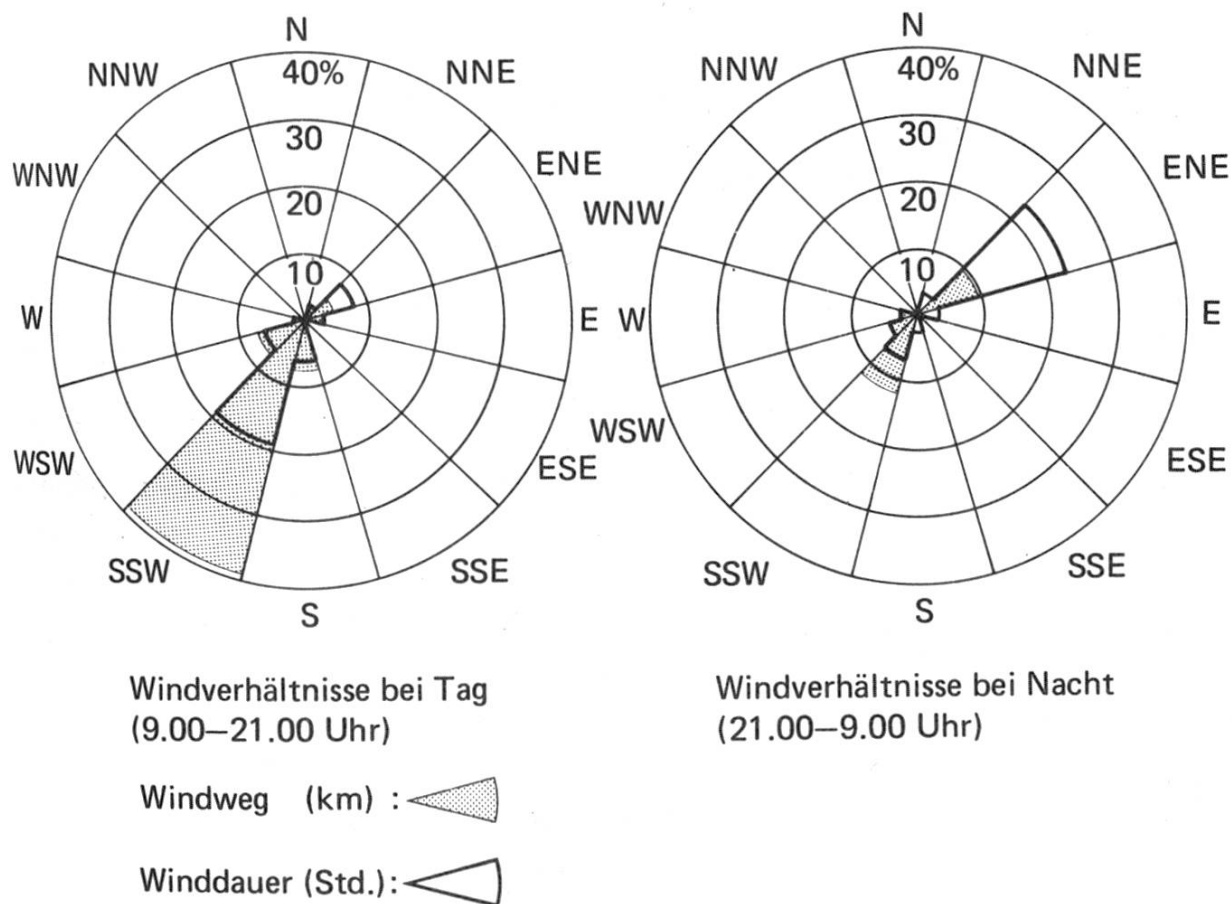 N
NNW
40%
NNE
30
WNW
20
ENE
10
W
E
WSW
ESE
SSW
SSE
S
N
NNW
40%
NNE
30
WNW
20
ENE
10
W
E
WSW
ESE
SSW
SSE
S
Windverhältnisse bei Tag
(9.00—21.00 Uhr)
Windverhältnisse bei Nacht
(21.00—9.00 Uhr)
Windweg (km) :
Winddauer (Std.):